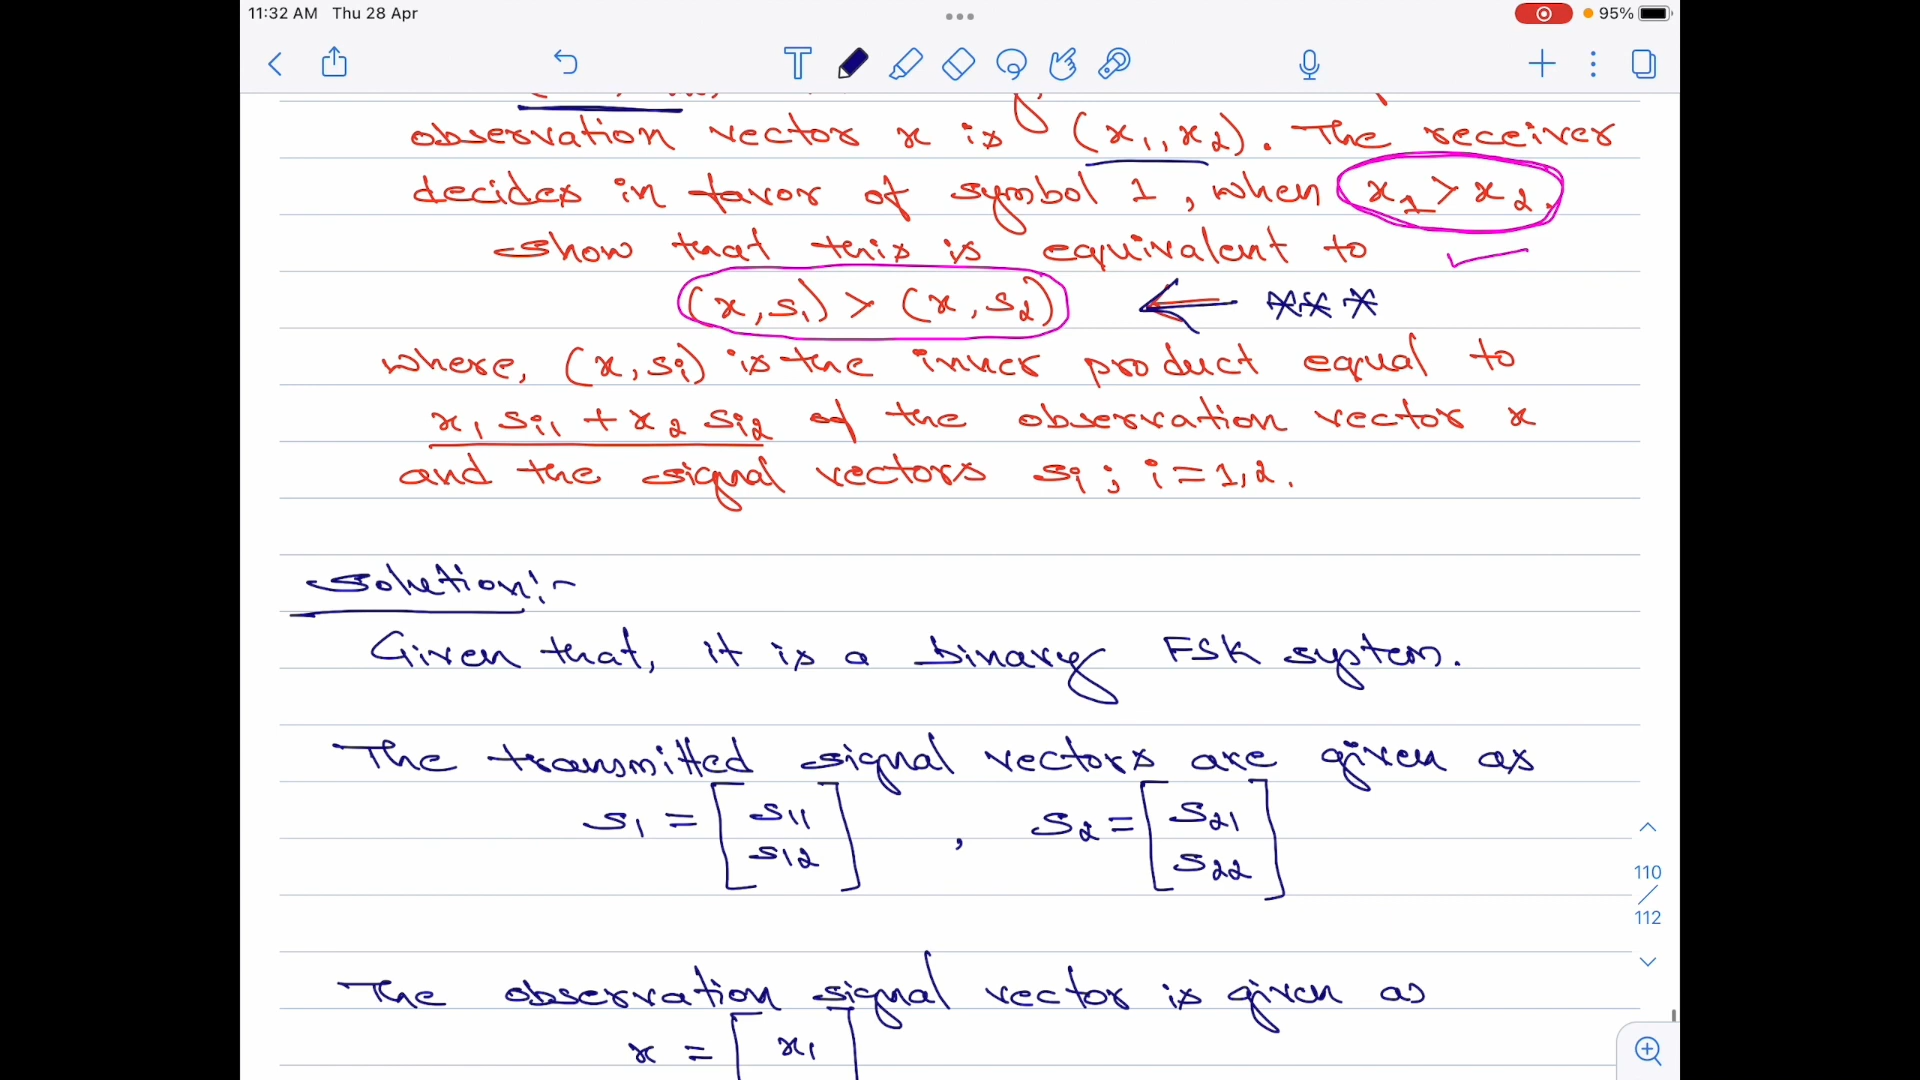 11:32 AM Thu 28 Apr
95%
T
observation vector x is (x1, x2). The receiver
decides in favor of symbol 1, when x1 > x2.
Show that this is equivalent to
(x, s1) > (x, s2) ← ***
where, (x, si) is the inner product equal to
x1 si1 + x2 si2 of the observation vector x
and the signal vectors si; i = 1,2.
Solution:-
Given that, it is a binary FSK system.
The transmitted signal vectors are given as
s1 = [s11 s12], s2 = [s21 s22]
110
/
112
The observation signal vector is given as
x = [x1